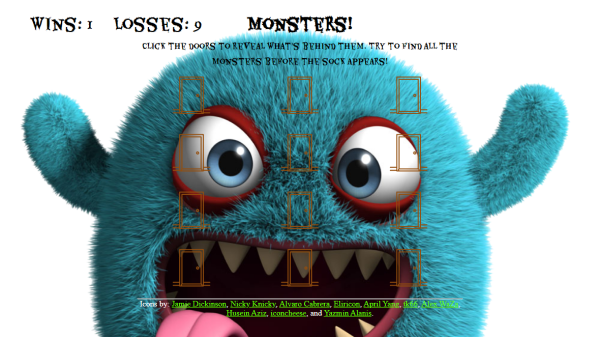 WINS: 1 LOSSES: 9 MONSTERS!
CLICK THE DOORS TO REVEAL WHAT'S BEHIND THEM. TRY TO FIND ALL THE
MONSTERS BEFORE THE SOCK APPEARS!
Icons by: Jamie Dickinson, Nicky Knicky, Alvaro Cabrera, Eliricon, April Yang, tk66,
Husein Aziz, iconcheese, and Yazmin Alanis.